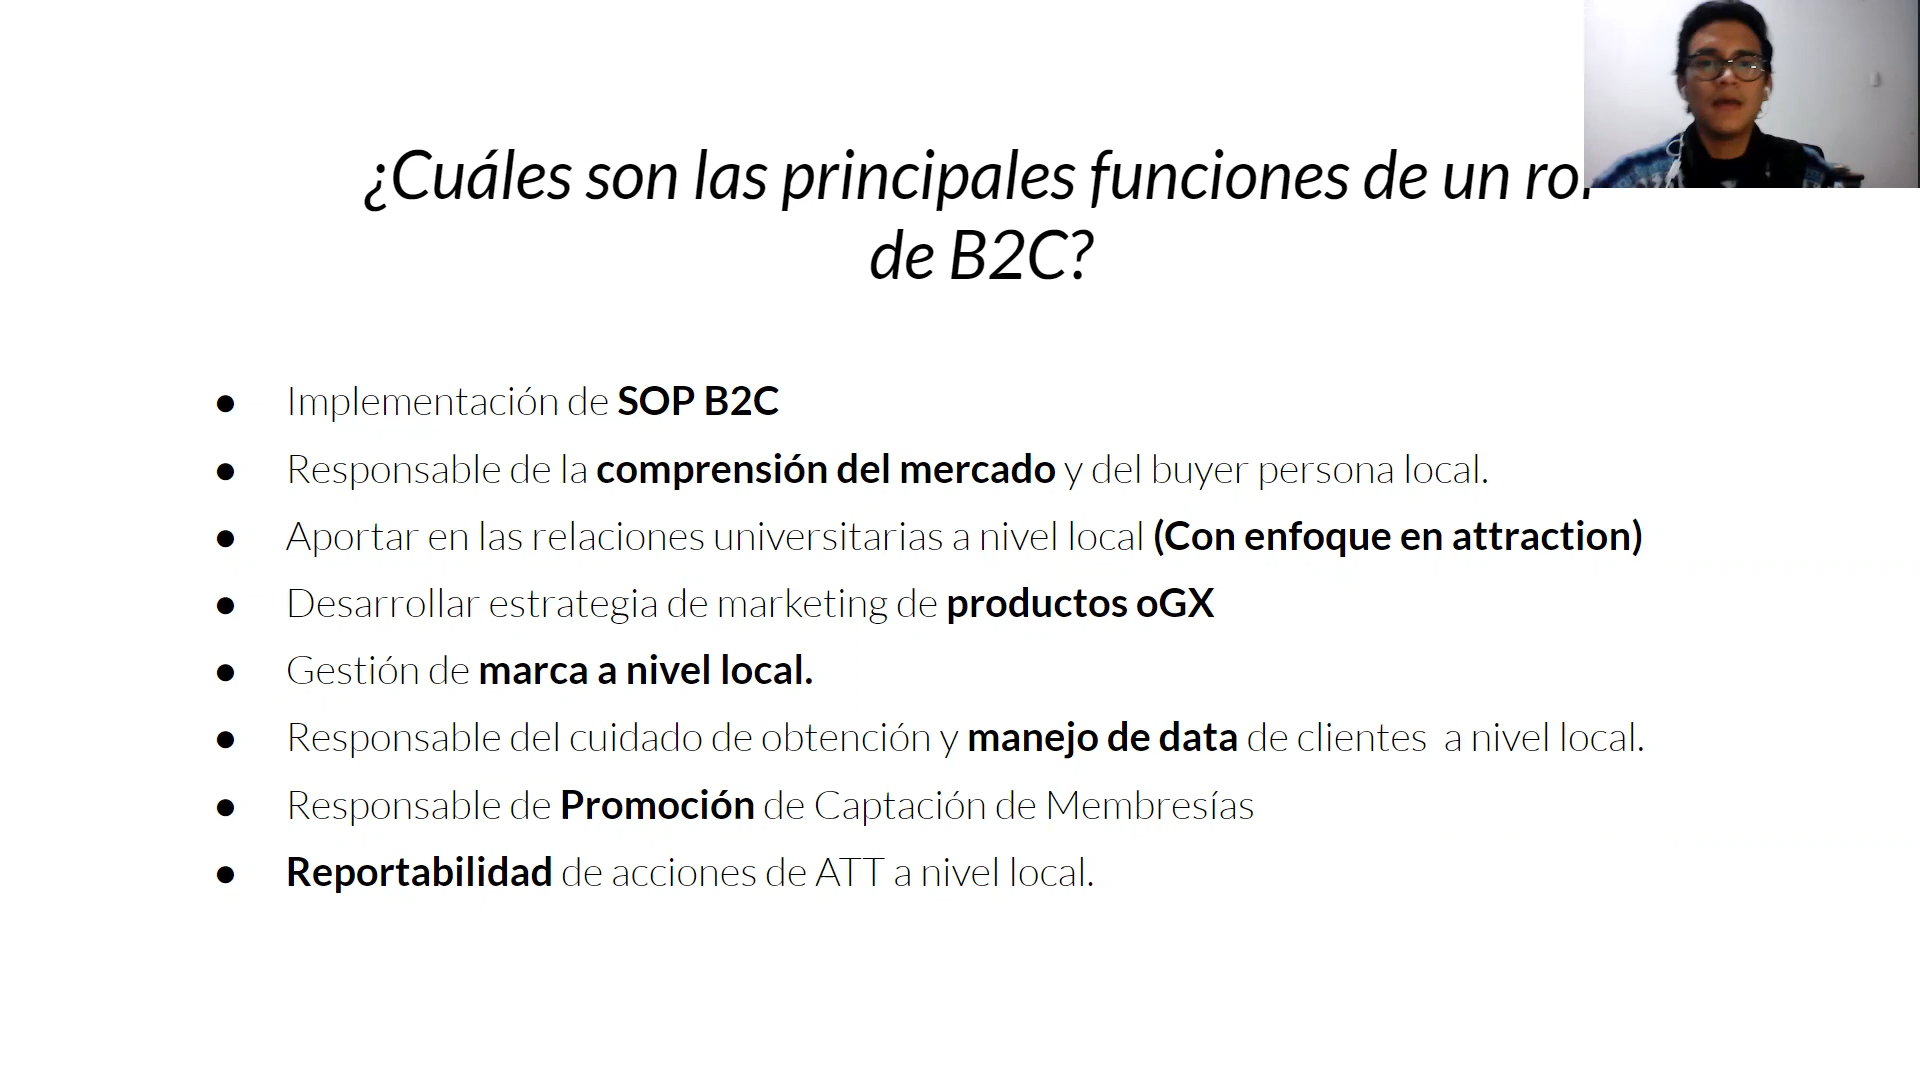 ¿Cuáles son las principales funciones de un rol
de B2C?
● Implementación de SOP B2C
● Responsable de la comprensión del mercado y del buyer persona local.
● Aportar en las relaciones universitarias a nivel local (Con enfoque en attraction)
● Desarrollar estrategia de marketing de productos oGX
● Gestión de marca a nivel local.
● Responsable del cuidado de obtención y manejo de data de clientes  a nivel local.
● Responsable de Promoción de Captación de Membresías
● Reportabilidad de acciones de ATT a nivel local.